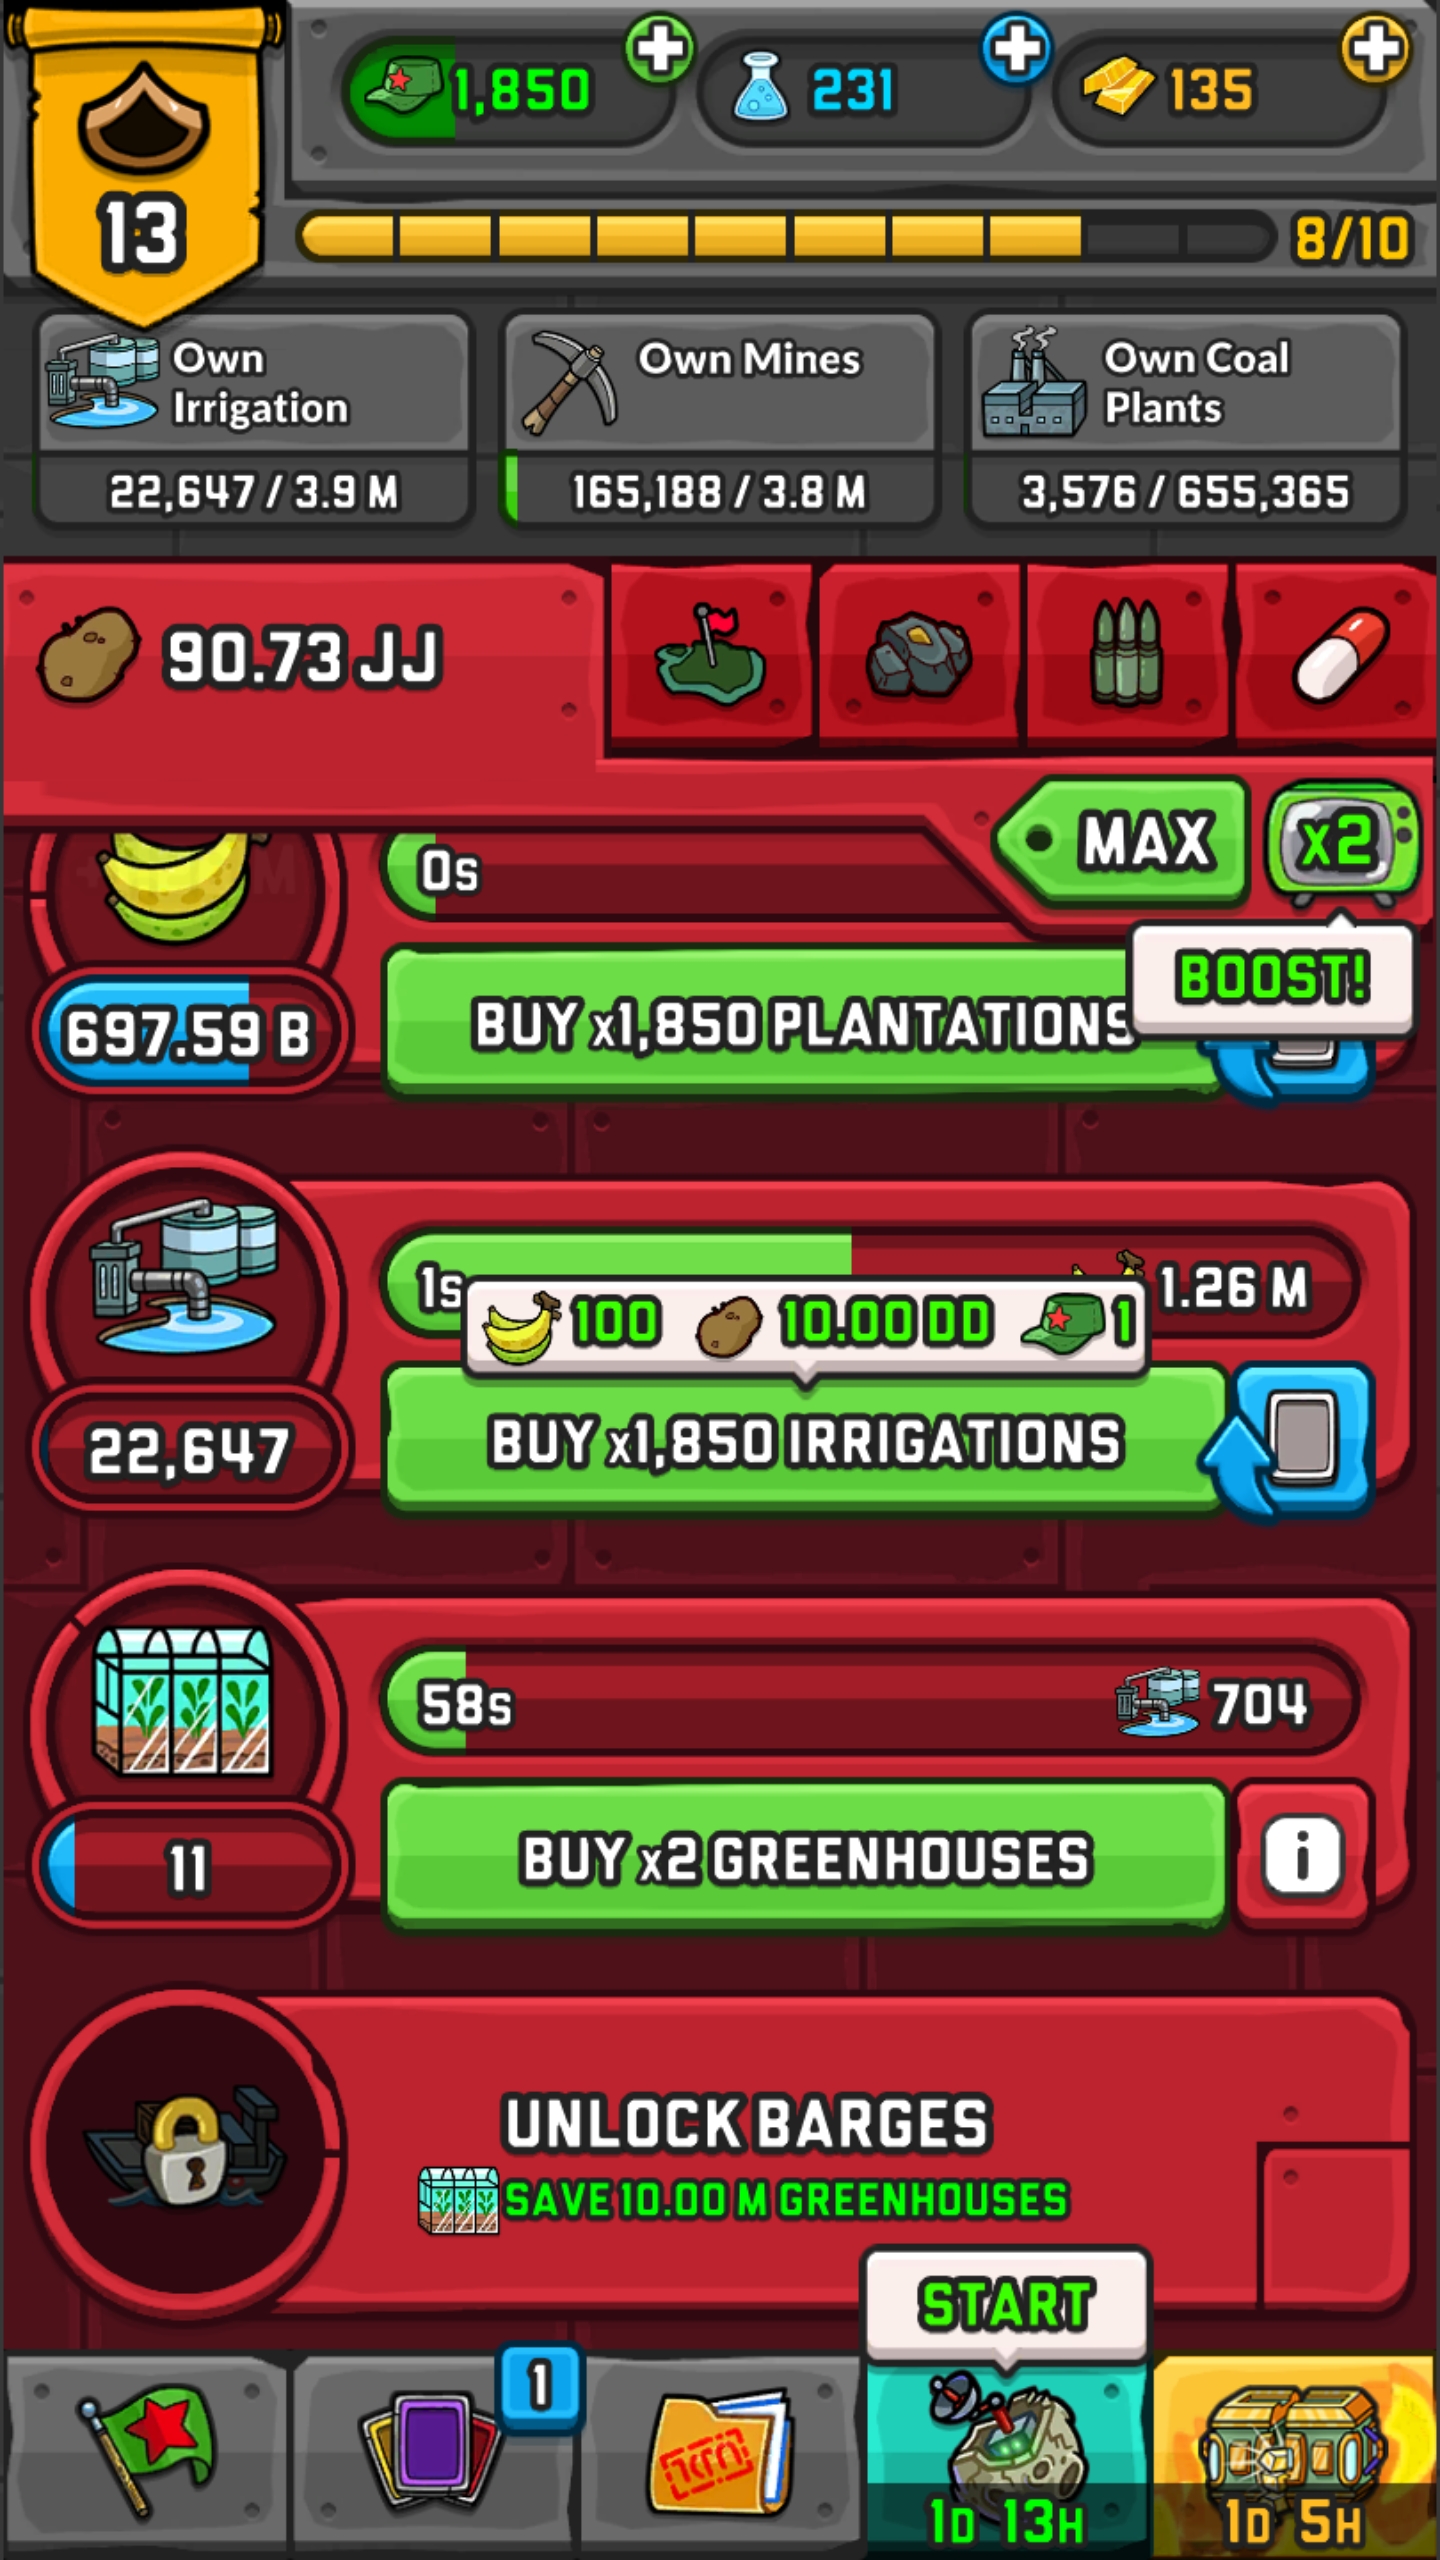 1,850
231
135
13
8/10
Own
Irrigation
22,647 / 3.9 M
Own Mines
165,188 / 3.8 M
Own Coal
Plants
3,576 / 655,365
90.73 JJ
MAX
x2
BOOST!
0s
697.59 B
BUY x1,850 PLANTATIONS
1s
1.26 M
100
10.00 DD
1
22,647
BUY x1,850 IRRIGATIONS
58s
704
11
BUY x2 GREENHOUSES
i
UNLOCK BARGES
SAVE 10.00 M GREENHOUSES
START
1
1D 13H
1D 5H